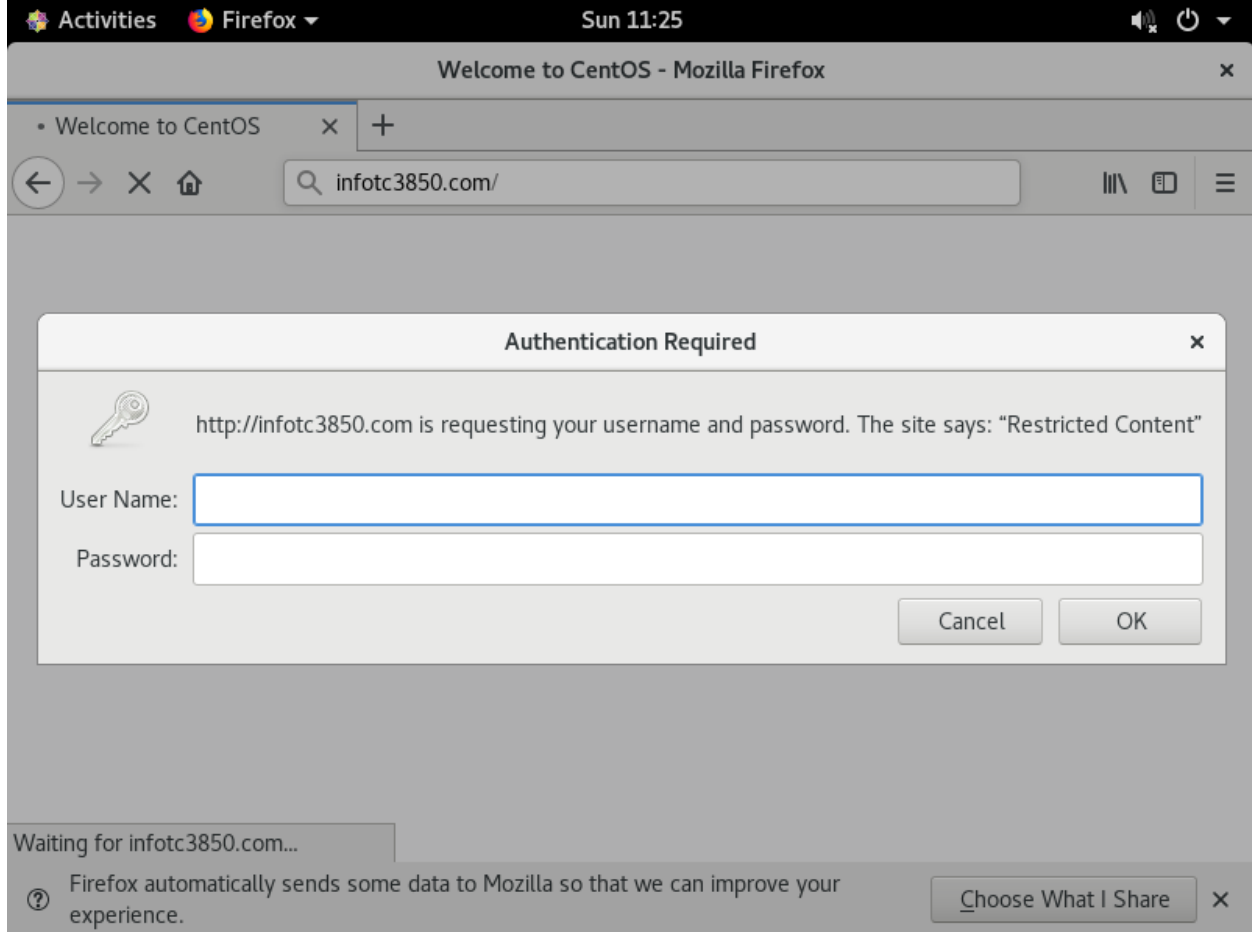 Activities Firefox Sun 11:25
Welcome to CentOS - Mozilla Firefox
Welcome to CentOS
infotc3850.com/
Authentication Required
http://infotc3850.com is requesting your username and password. The site says: “Restricted Content”
User Name:
Password:
Cancel OK
Waiting for infotc3850.com...
Firefox automatically sends some data to Mozilla so that we can improve your
experience.
Choose What I Share